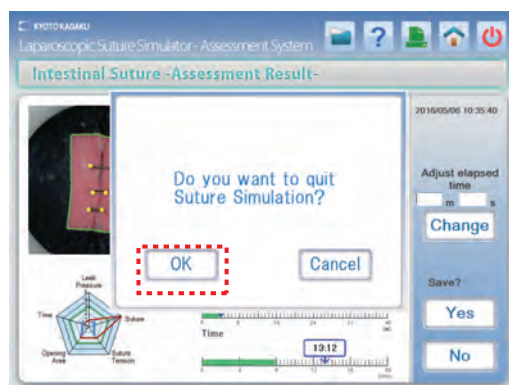 KYOTO KAGAKU
Laparoscopic Suture Simulator - Assessment System
?
Intestinal Suture -Assessment Result-
2016/05/06 10:35:40
Do you want to quit
Suture Simulation?
OK
Cancel
Adjust elapsed
time
m s
Change
Save?
Yes
No
Leak
Pressure
Time
Suture
Opening
Area
Suture
Tension
Time
13:12